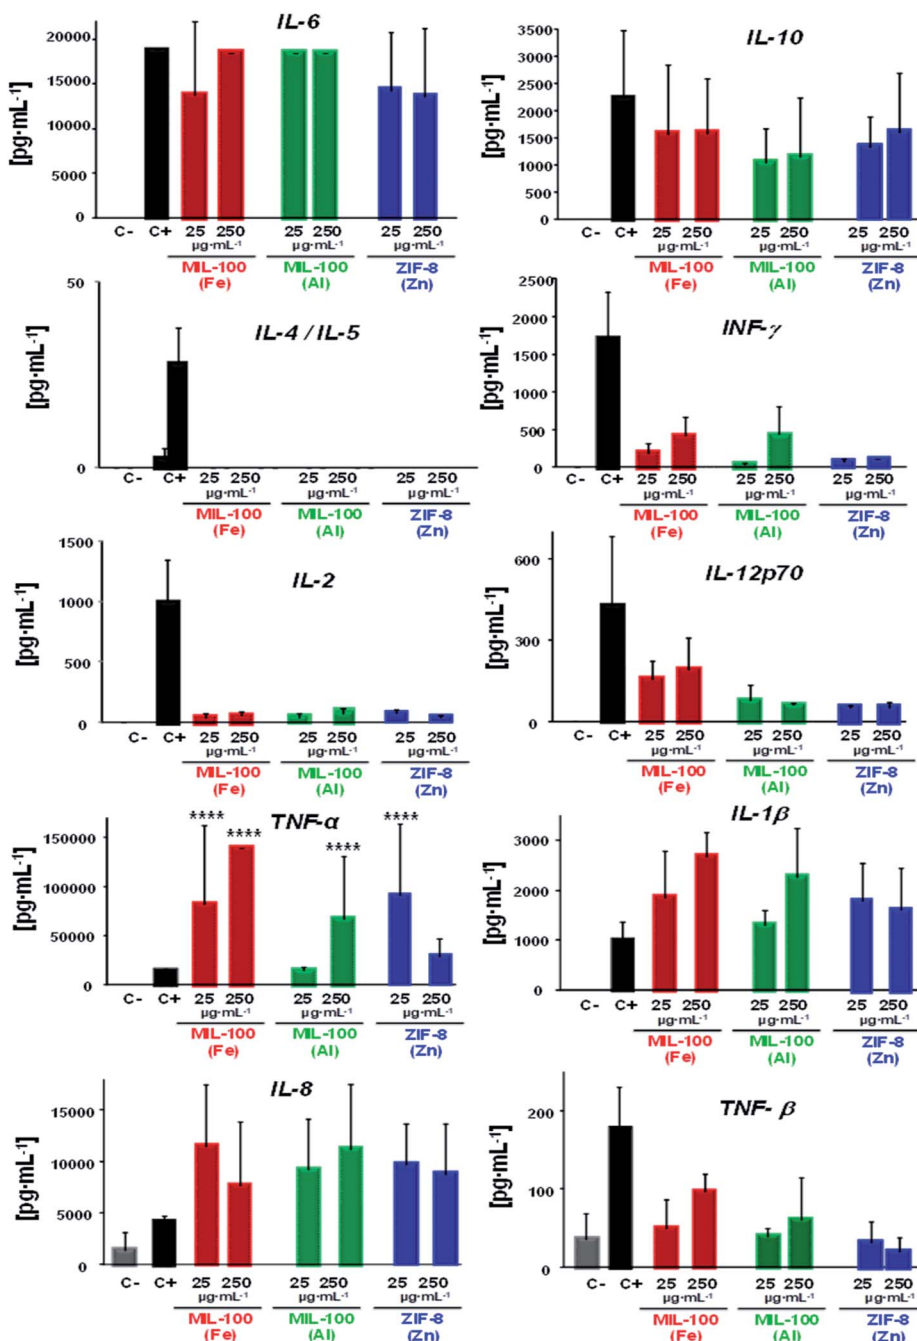 IL-6
[pg·mL-1]
20000
15000
10000
5000
0
C- C+ 25 250 25 250 25 250
µg·mL-1 µg·mL-1 µg·mL-1
MIL-100 MIL-100 ZIF-8
(Fe) (Al) (Zn)
IL-10
[pg·mL-1]
3500
3000
2500
2000
1500
1000
500
0
C- C+ 25 250 25 250 25 250
µg·mL-1 µg·mL-1 µg·mL-1
MIL-100 MIL-100 ZIF-8
(Fe) (Al) (Zn)
IL-4 / IL-5
[pg·mL-1]
50
0
C- C+ 25 250 25 250 25 250
µg·mL-1 µg·mL-1 µg·mL-1
MIL-100 MIL-100 ZIF-8
(Fe) (Al) (Zn)
INF-γ
[pg·mL-1]
2500
2000
1500
1000
500
0
C- C+ 25 250 25 250 25 250
µg·mL-1 µg·mL-1 µg·mL-1
MIL-100 MIL-100 ZIF-8
(Fe) (Al) (Zn)
IL-2
[pg·mL-1]
1500
1000
500
0
C- C+ 25 250 25 250 25 250
µg·mL-1 µg·mL-1 µg·mL-1
MIL-100 MIL-100 ZIF-8
(Fe) (Al) (Zn)
IL-12p70
[pg·mL-1]
600
300
0
C- C+ 25 250 25 250 25 250
µg·mL-1 µg·mL-1 µg·mL-1
MIL-100 MIL-100 ZIF-8
(Fe) (Al) (Zn)
TNF-α
[pg·mL-1]
150000
100000
50000
0
**** **** **** ****
C- C+ 25 250 25 250 25 250
µg·mL-1 µg·mL-1 µg·mL-1
MIL-100 MIL-100 ZIF-8
(Fe) (Al) (Zn)
IL-1β
[pg·mL-1]
3000
2000
1000
0
C- C+ 25 250 25 250 25 250
µg·mL-1 µg·mL-1 µg·mL-1
MIL-100 MIL-100 ZIF-8
(Fe) (Al) (Zn)
IL-8
[pg·mL-1]
15000
10000
5000
0
C- C+ 25 250 25 250 25 250
µg·mL-1 µg·mL-1 µg·mL-1
MIL-100 MIL-100 ZIF-8
(Fe) (Al) (Zn)
TNF- β
[pg·mL-1]
200
100
0
C- C+ 25 250 25 250 25 250
µg·mL-1 µg·mL-1 µg·mL-1
MIL-100 MIL-100 ZIF-8
(Fe) (Al) (Zn)